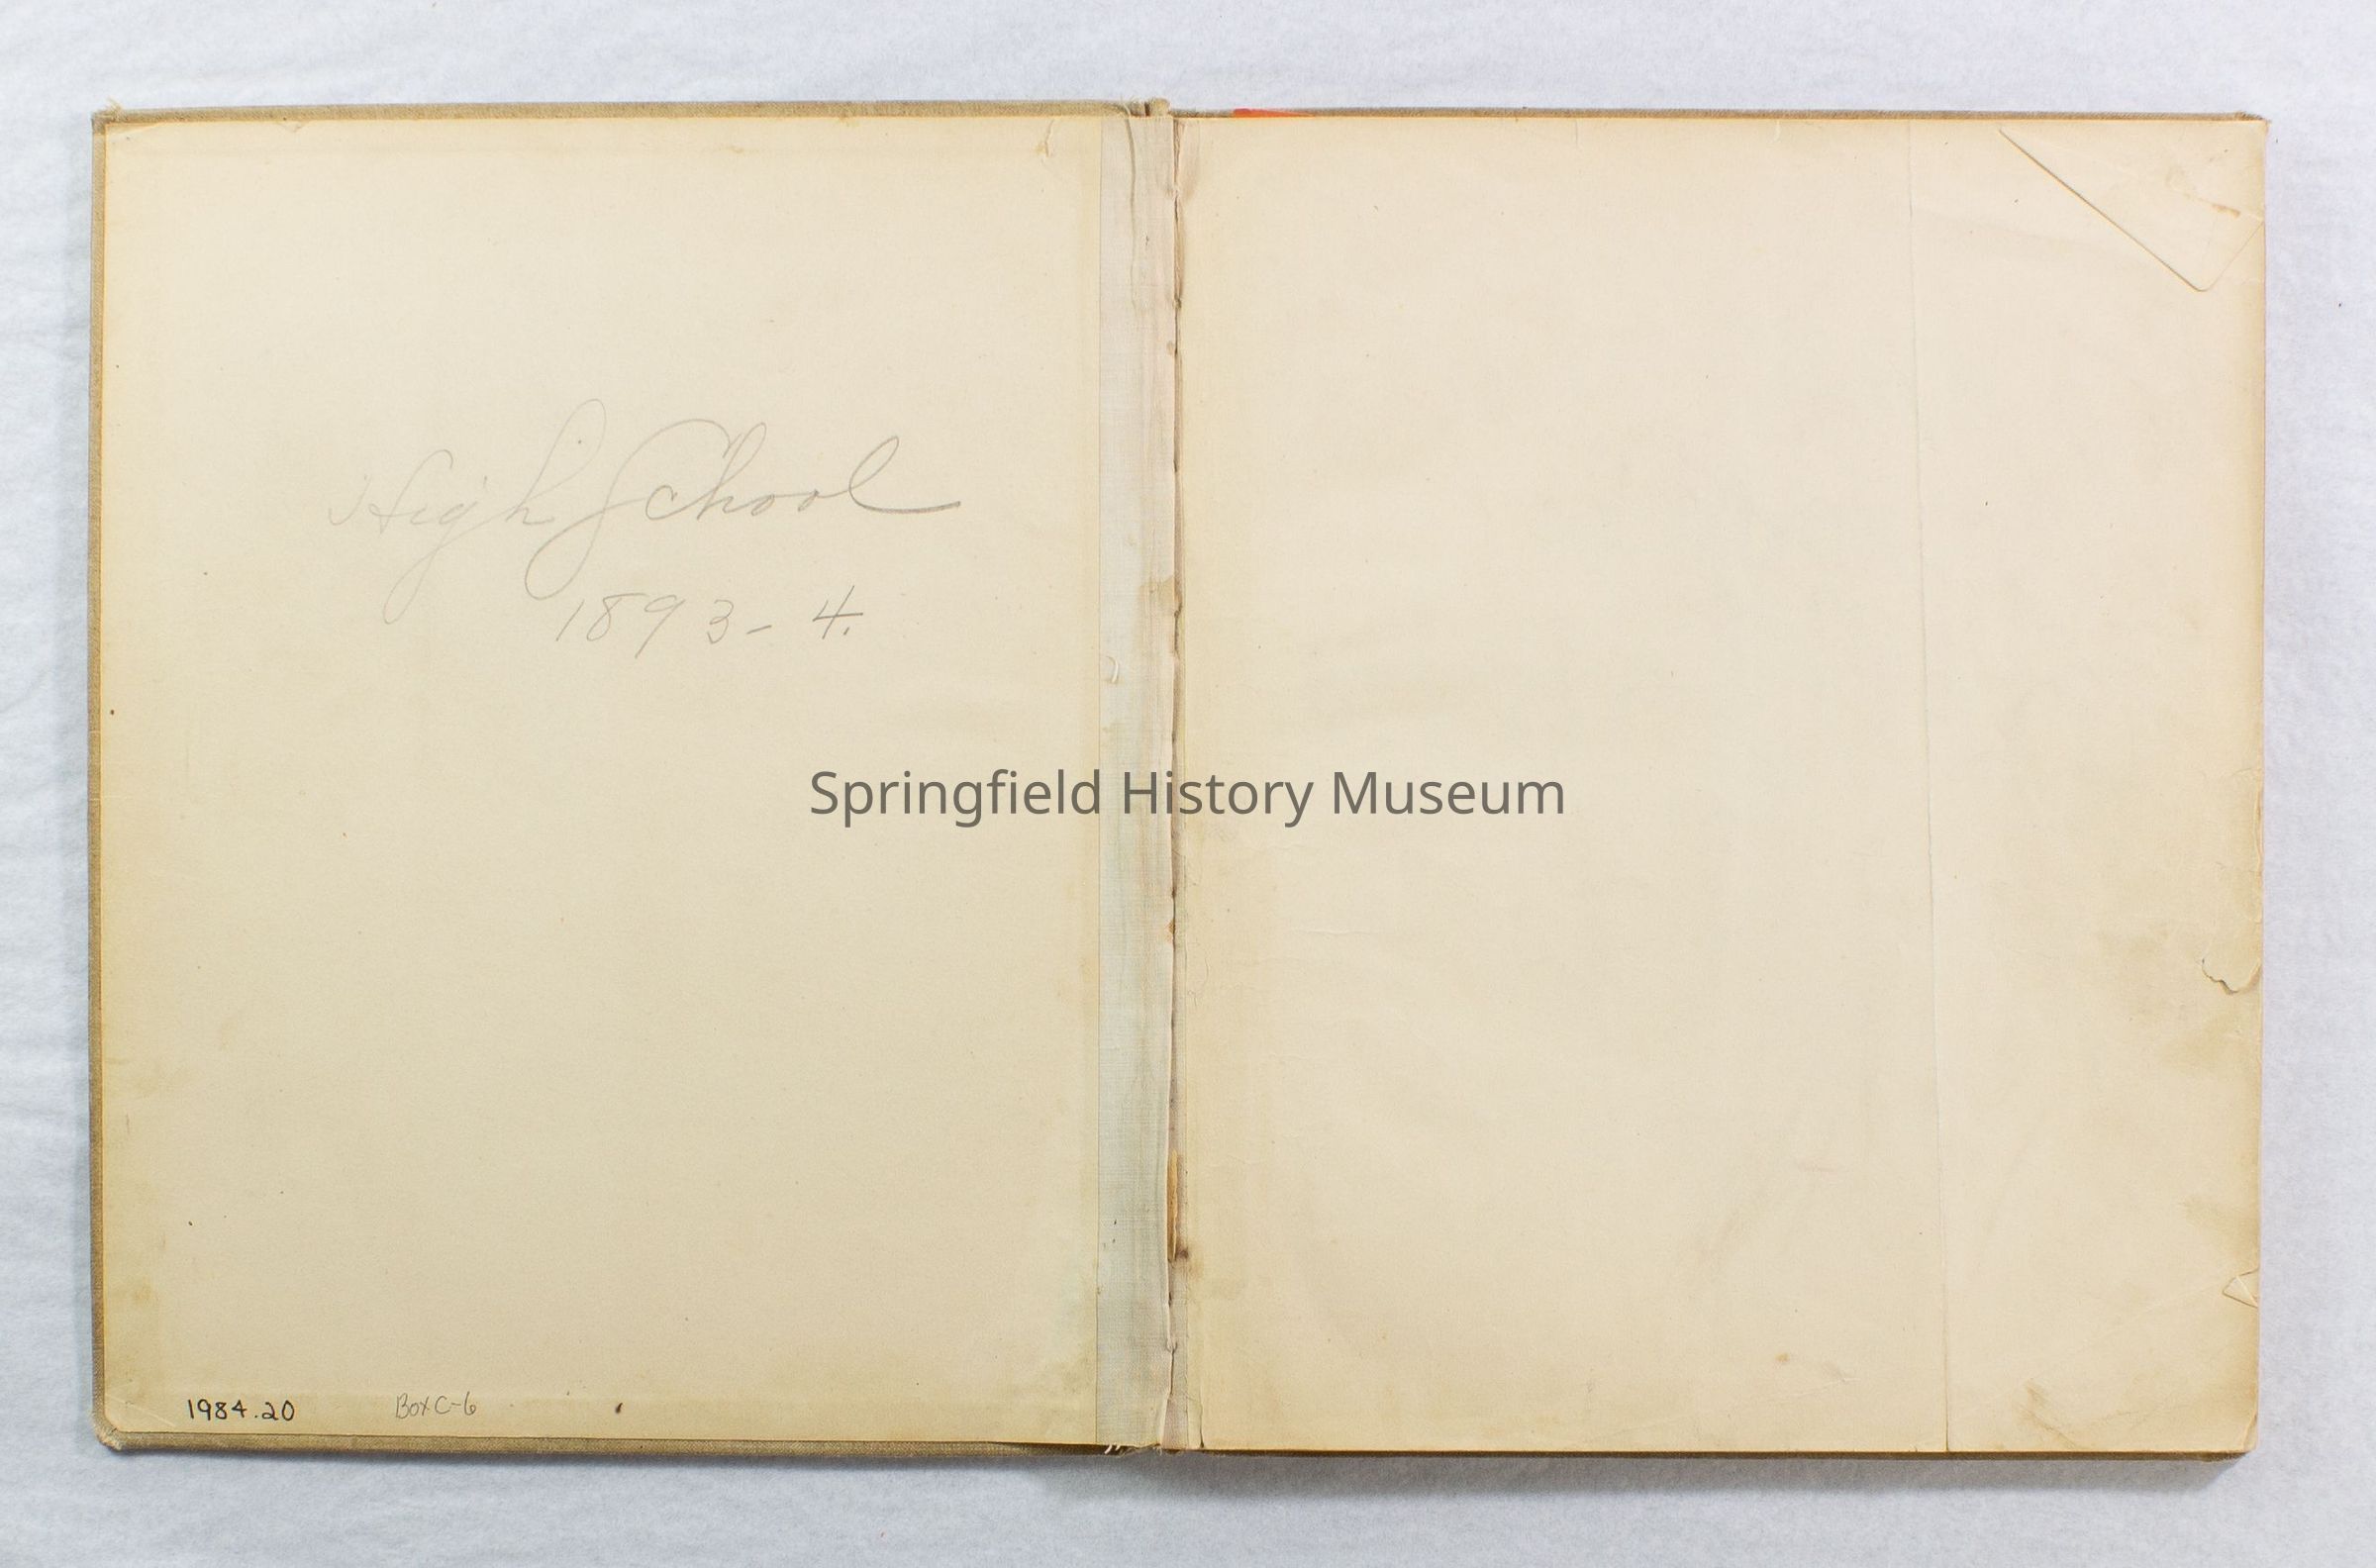 High School
1893-4.
Springfield History Museum
1984.20 Box C-6